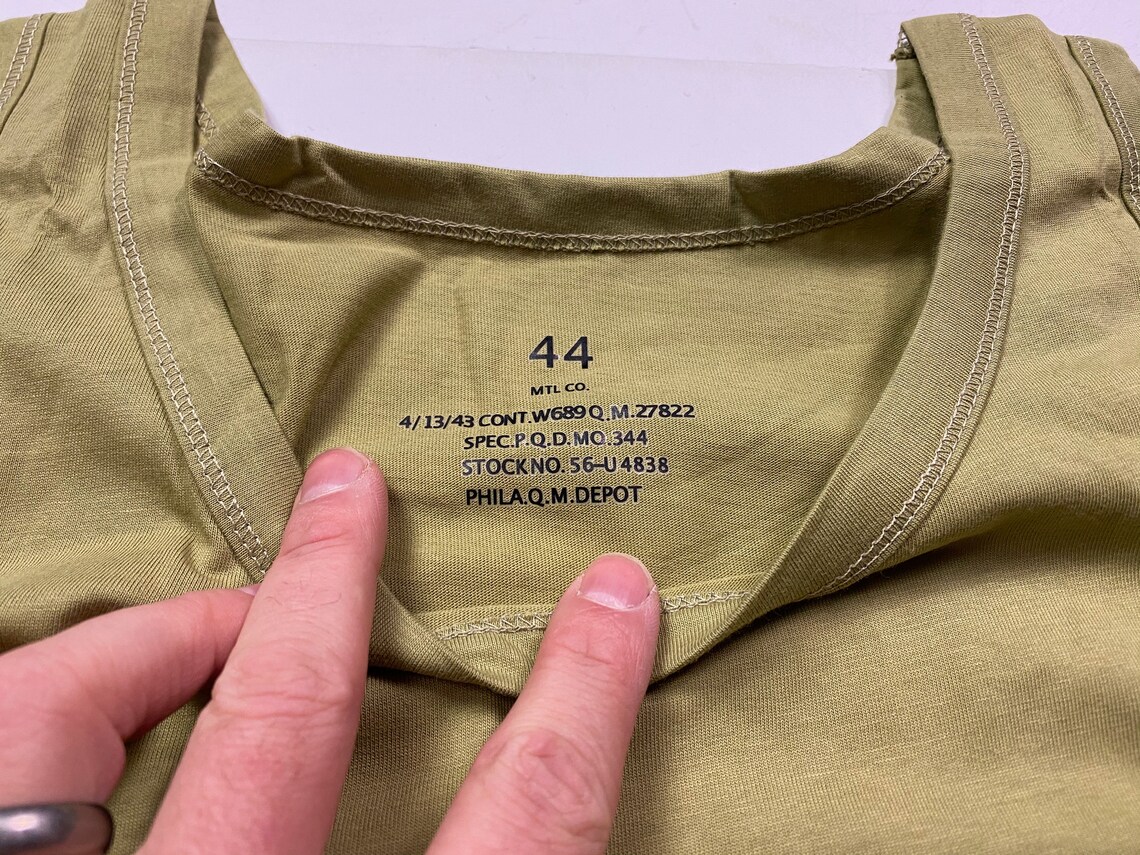 44
MTL CO.
4/13/43 CONT.W689 Q.M.27822
SPEC.P.Q.D.MO.344
STOCK NO. 56-U 4838
PHILA.Q.M.DEPOT